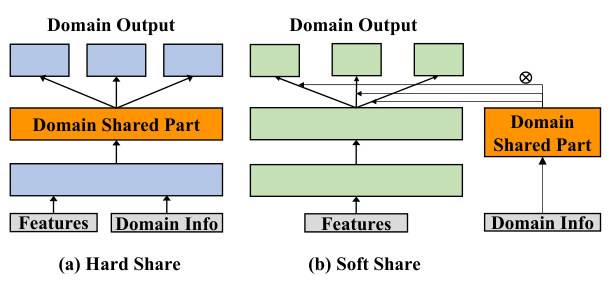 Domain Output
Domain Shared Part
Features
Domain Info
(a) Hard Share
Domain Output
⊗
Domain
Shared Part
Features
Domain Info
(b) Soft Share